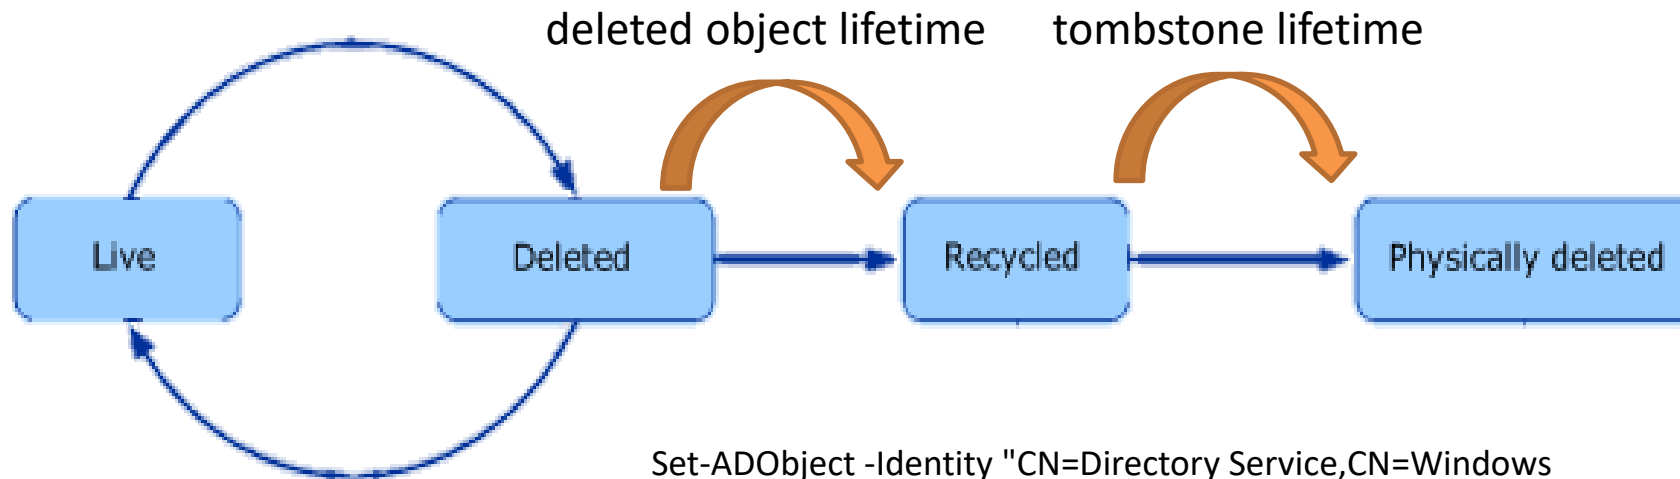 deleted object lifetime
tombstone lifetime
Live
Deleted
Recycled
Physically deleted
Set-ADObject -Identity "CN=Directory Service,CN=Windows